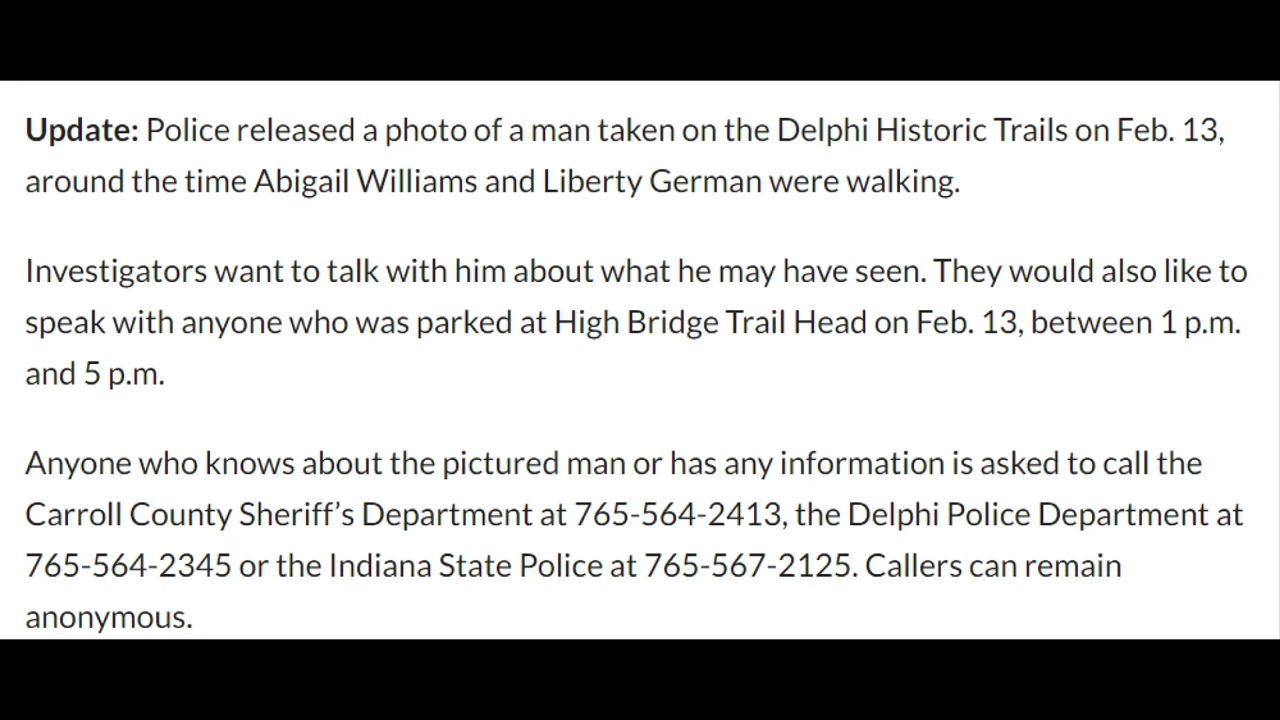 Update: Police released a photo of a man taken on the Delphi Historic Trails on Feb. 13,
around the time Abigail Williams and Liberty German were walking.
Investigators want to talk with him about what he may have seen. They would also like to
speak with anyone who was parked at High Bridge Trail Head on Feb. 13, between 1 p.m.
and 5 p.m.
Anyone who knows about the pictured man or has any information is asked to call the
Carroll County Sheriff’s Department at 765-564-2413, the Delphi Police Department at
765-564-2345 or the Indiana State Police at 765-567-2125. Callers can remain
anonymous.